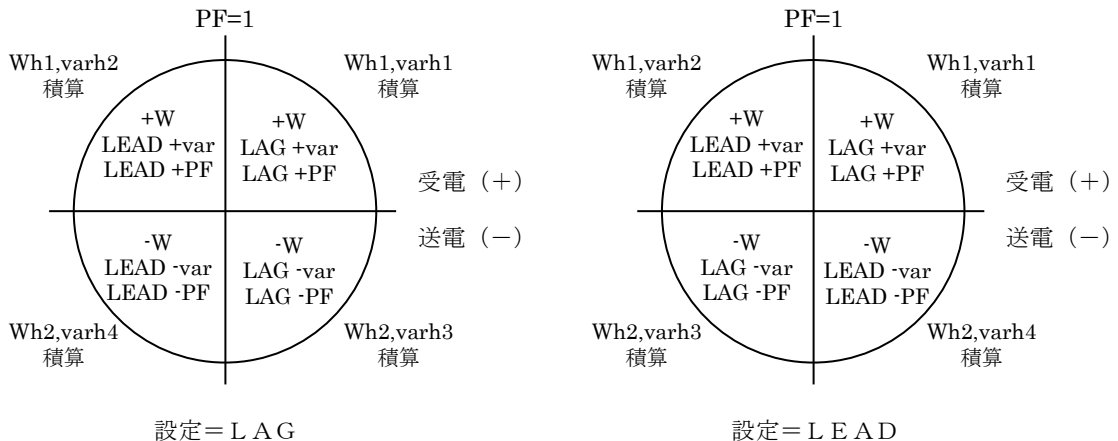 PF=1
Wh1,varh2
積算
Wh1,varh1
積算
+W
LEAD +var
LEAD +PF
+W
LAG +var
LAG +PF
受電（＋）
送電（－）
-W
LEAD -var
LEAD -PF
-W
LAG -var
LAG -PF
Wh2,varh4
積算
Wh2,varh3
積算
設定＝ＬＡＧ
PF=1
Wh1,varh2
積算
Wh1,varh1
積算
+W
LEAD +var
LEAD +PF
+W
LAG +var
LAG +PF
受電（＋）
送電（－）
-W
LAG -var
LAG -PF
-W
LEAD -var
LEAD -PF
Wh2,varh3
積算
Wh2,varh4
積算
設定＝ＬＥＡＤ